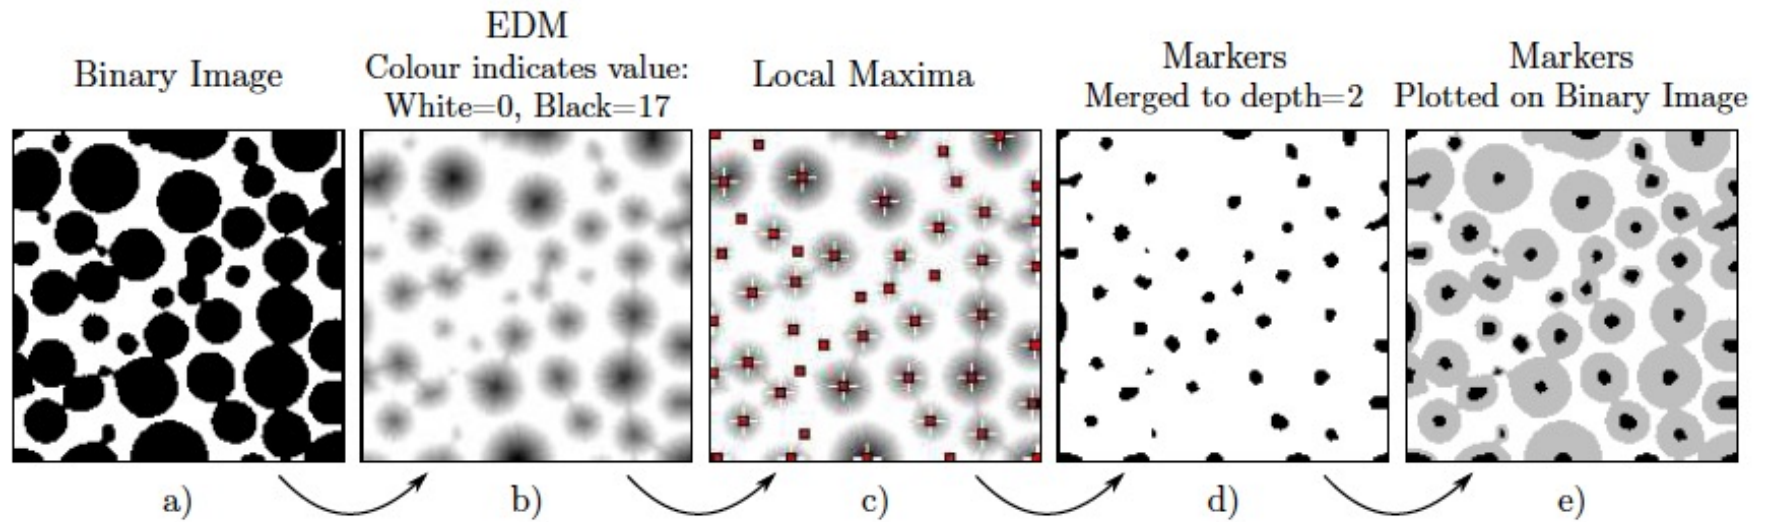 Binary Image
EDM
Colour indicates value:
White=0, Black=17
Local Maxima
Markers
Merged to depth=2
Markers
Plotted on Binary Image
a)
b)
c)
d)
e)